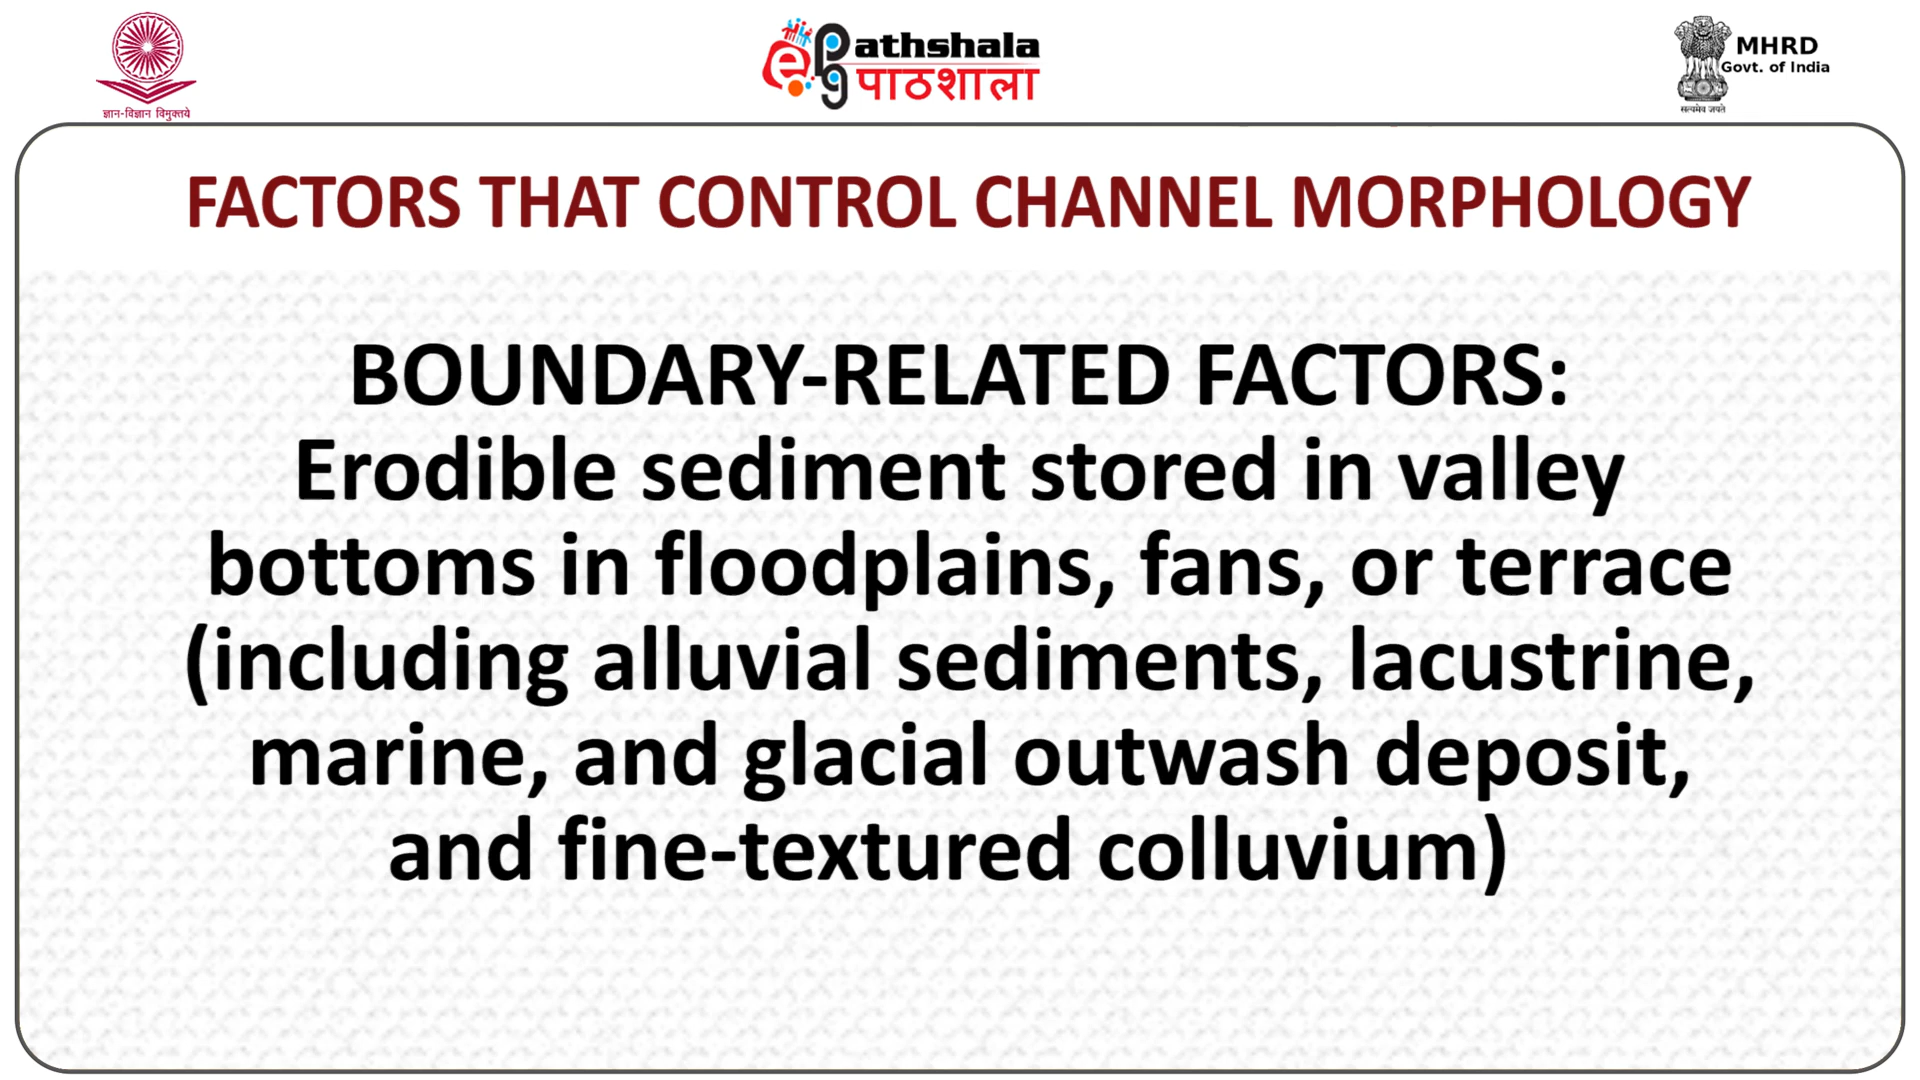 ज्ञान-विज्ञान विमुक्तये
ePathshala
पाठशाला
MHRD
Govt. of India
सत्यमेव जयते
FACTORS THAT CONTROL CHANNEL MORPHOLOGY
BOUNDARY-RELATED FACTORS:
Erodible sediment stored in valley
bottoms in floodplains, fans, or terrace
(including alluvial sediments, lacustrine,
marine, and glacial outwash deposit,
and fine-textured colluvium)